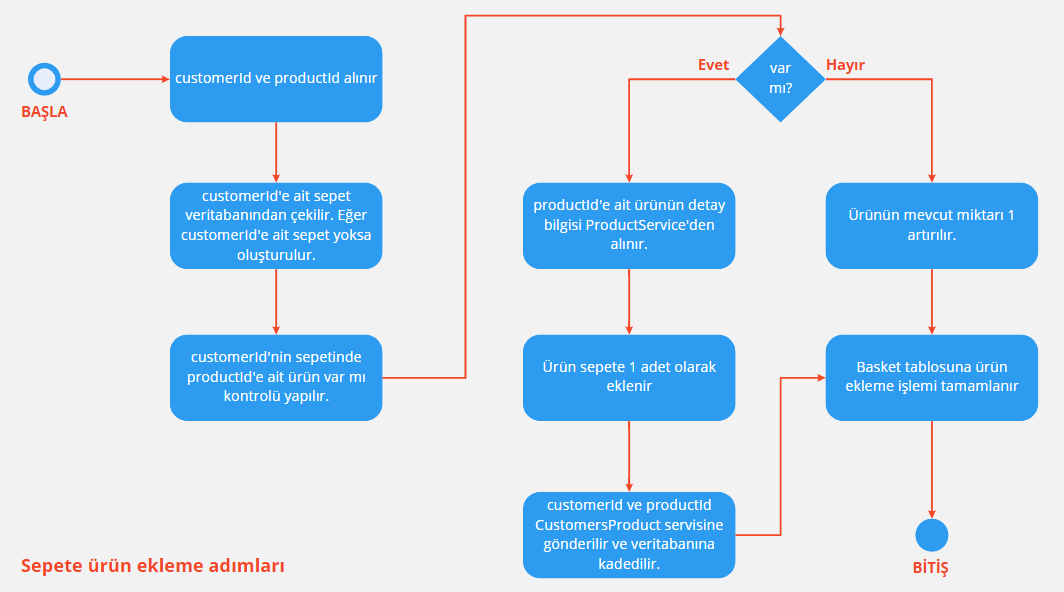 BAŞLA
customerId ve productId alınır
customerId'e ait sepet
veritabanından çekilir. Eğer
customerId'e ait sepet yoksa
oluşturulur.
customerId'nin sepetinde
productId'e ait ürün var mı
kontrolü yapılır.
var
mı?
Evet
Hayır
productId'e ait ürünün detay
bilgisi ProductService'den
alınır.
Ürün sepete 1 adet olarak
eklenir
customerId ve productId
CustomersProduct servisine
gönderilir ve veritabanına
kadedilir.
Ürünün mevcut miktarı 1
artırılır.
Basket tablosuna ürün
ekleme işlemi tamamlanır
BİTİŞ
Sepete ürün ekleme adımları